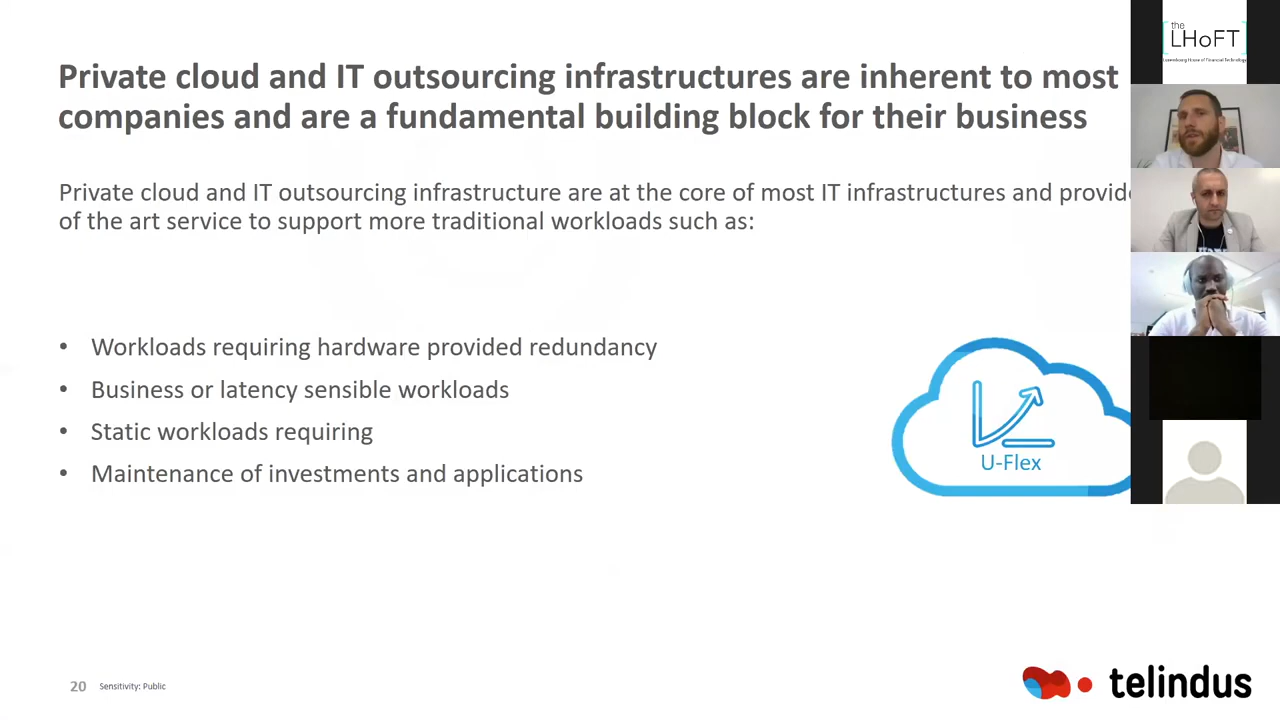 Private cloud and IT outsourcing infrastructures are inherent to most
companies and are a fundamental building block for their business
Private cloud and IT outsourcing infrastructure are at the core of most IT infrastructures and provide
of the art service to support more traditional workloads such as:
• Workloads requiring hardware provided redundancy
• Business or latency sensible workloads
• Static workloads requiring
• Maintenance of investments and applications
U-Flex
20 Sensitivity: Public
telindus
the
LHoFT
Luxembourg House of Financial Technology